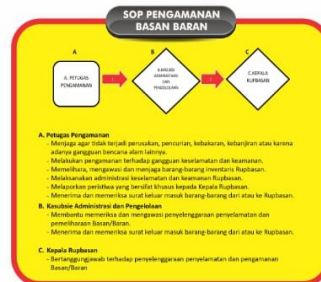 SOP PENGAMANAN
BASAN BARAN
A B C
A. PETUGAS
PENGAMANAN
B.KASUBSI
ADMINISTRASI
DAN
PENGELOLAAN
C.KEPALA
RUPBASAN
A. Petugas Pengamanan
- Menjaga agar tidak terjadi perusakan, pencurian, kebakaran, kebanjiran atau karena
adanya gangguan bencana alam lainnya.
- Melakukan pengamanan terhadap gangguan keselamatan dan keamanan.
- Memelihara, mengawasi dan menjaga barang-barang inventaris Rupbasan.
- Melaksanakan administrasi keselamatan dan keamanan Rupbasan.
- Melaporkan peristiwa yang bersifat khusus kepada Kepala Rupbasan.
- Menerima dan memeriksa surat keluar masuk barang-barang dari atau ke Rupbasan.
B. Kasubsie Administrasi dan Pengelolaan
- Membantu memeriksa dan mengawasi penyelenggaraan penyelamatan dan
pemeliharaan Basan/Baran.
- Menerima dan memeriksa surat keluar masuk barang-barang dari atau ke Rupbasan.
C. Kepala Rupbasan
- Bertanggungjawab terhadap penyelenggaraan penyelamatan dan pengamanan
Basan/Baran